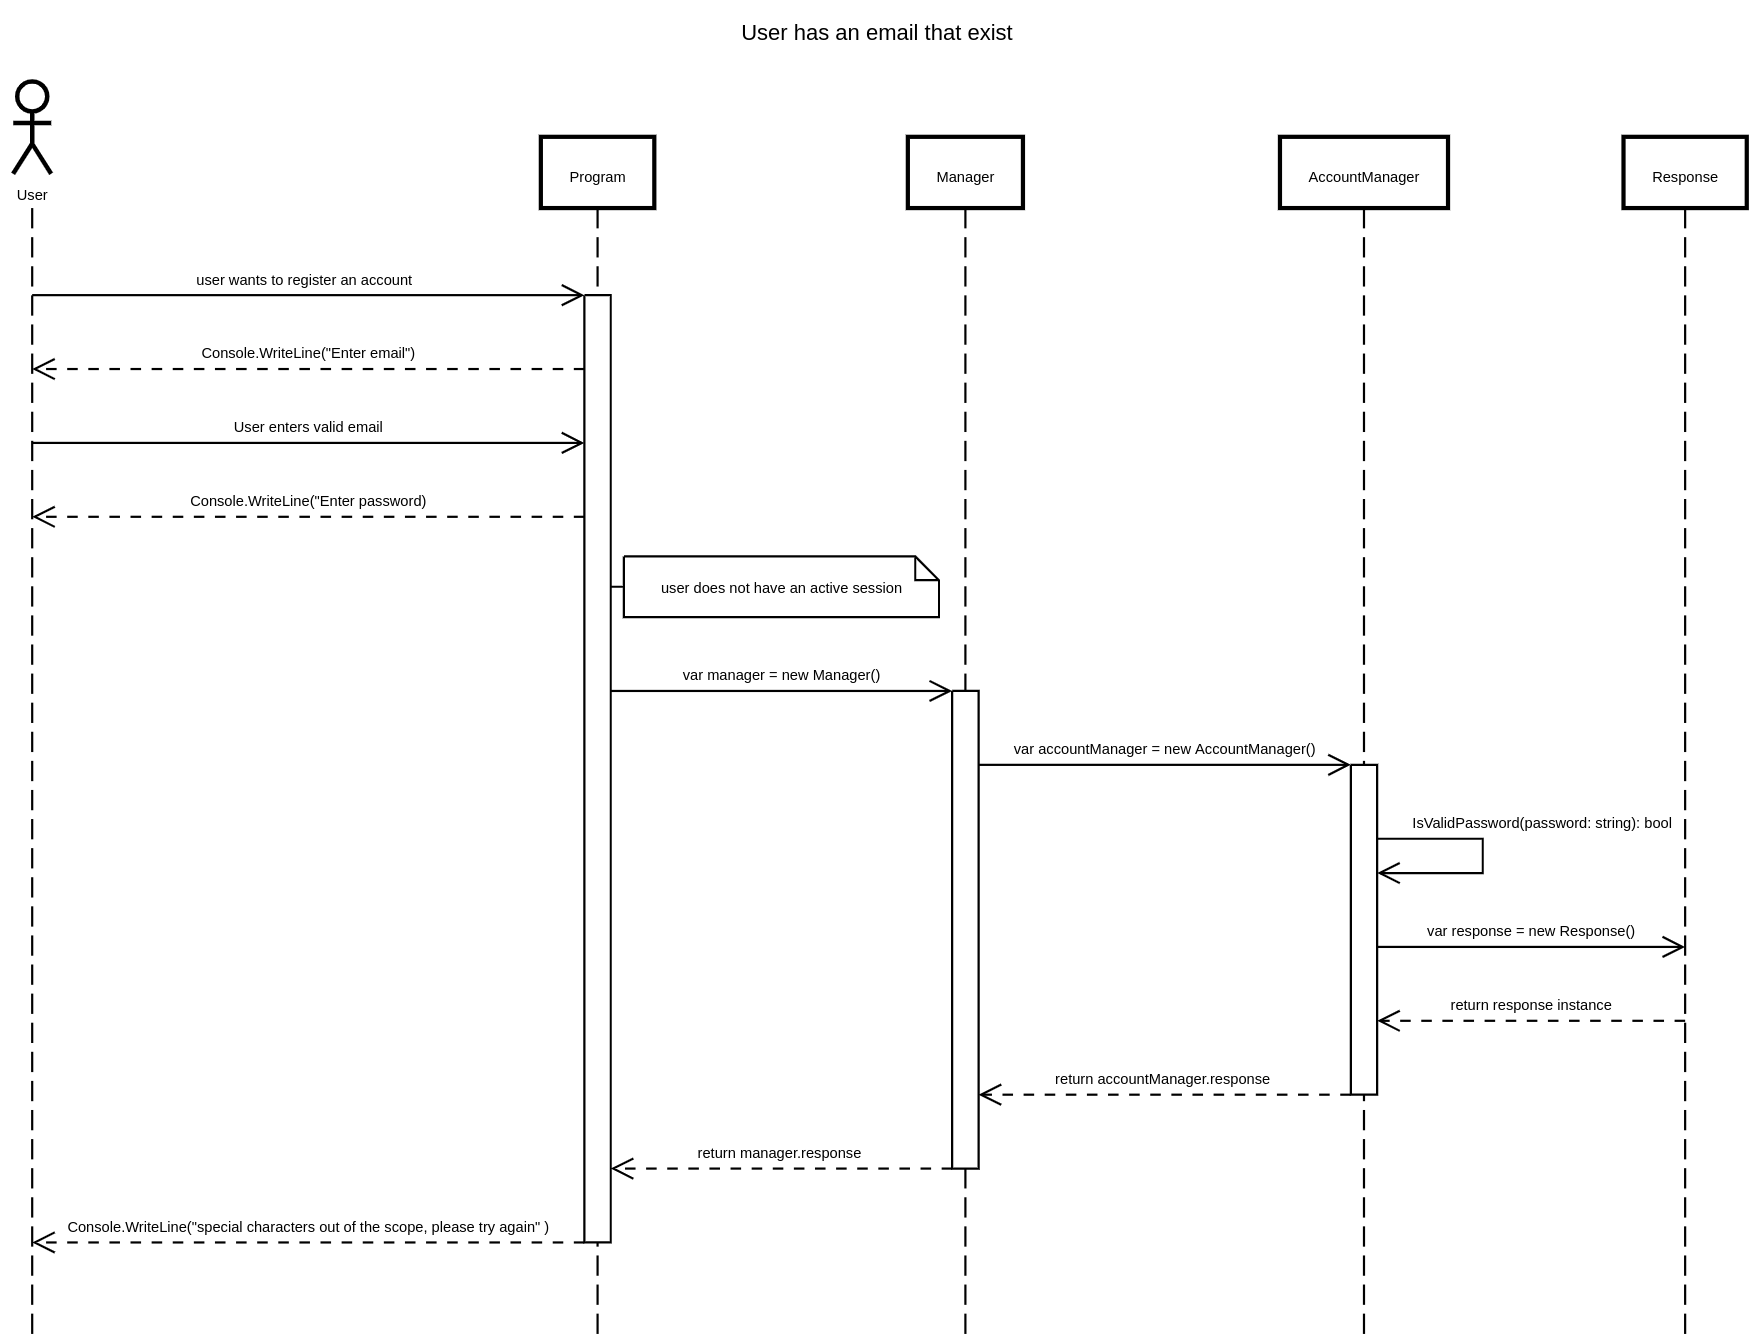 User has an email that exist
User
Program
Manager
AccountManager
Response
user wants to register an account
Console.WriteLine("Enter email")
User enters valid email
Console.WriteLine("Enter password)
user does not have an active session
var manager = new Manager()
var accountManager = new AccountManager()
IsValidPassword(password: string): bool
var response = new Response()
return response instance
return accountManager.response
return manager.response
Console.WriteLine("special characters out of the scope, please try again" )